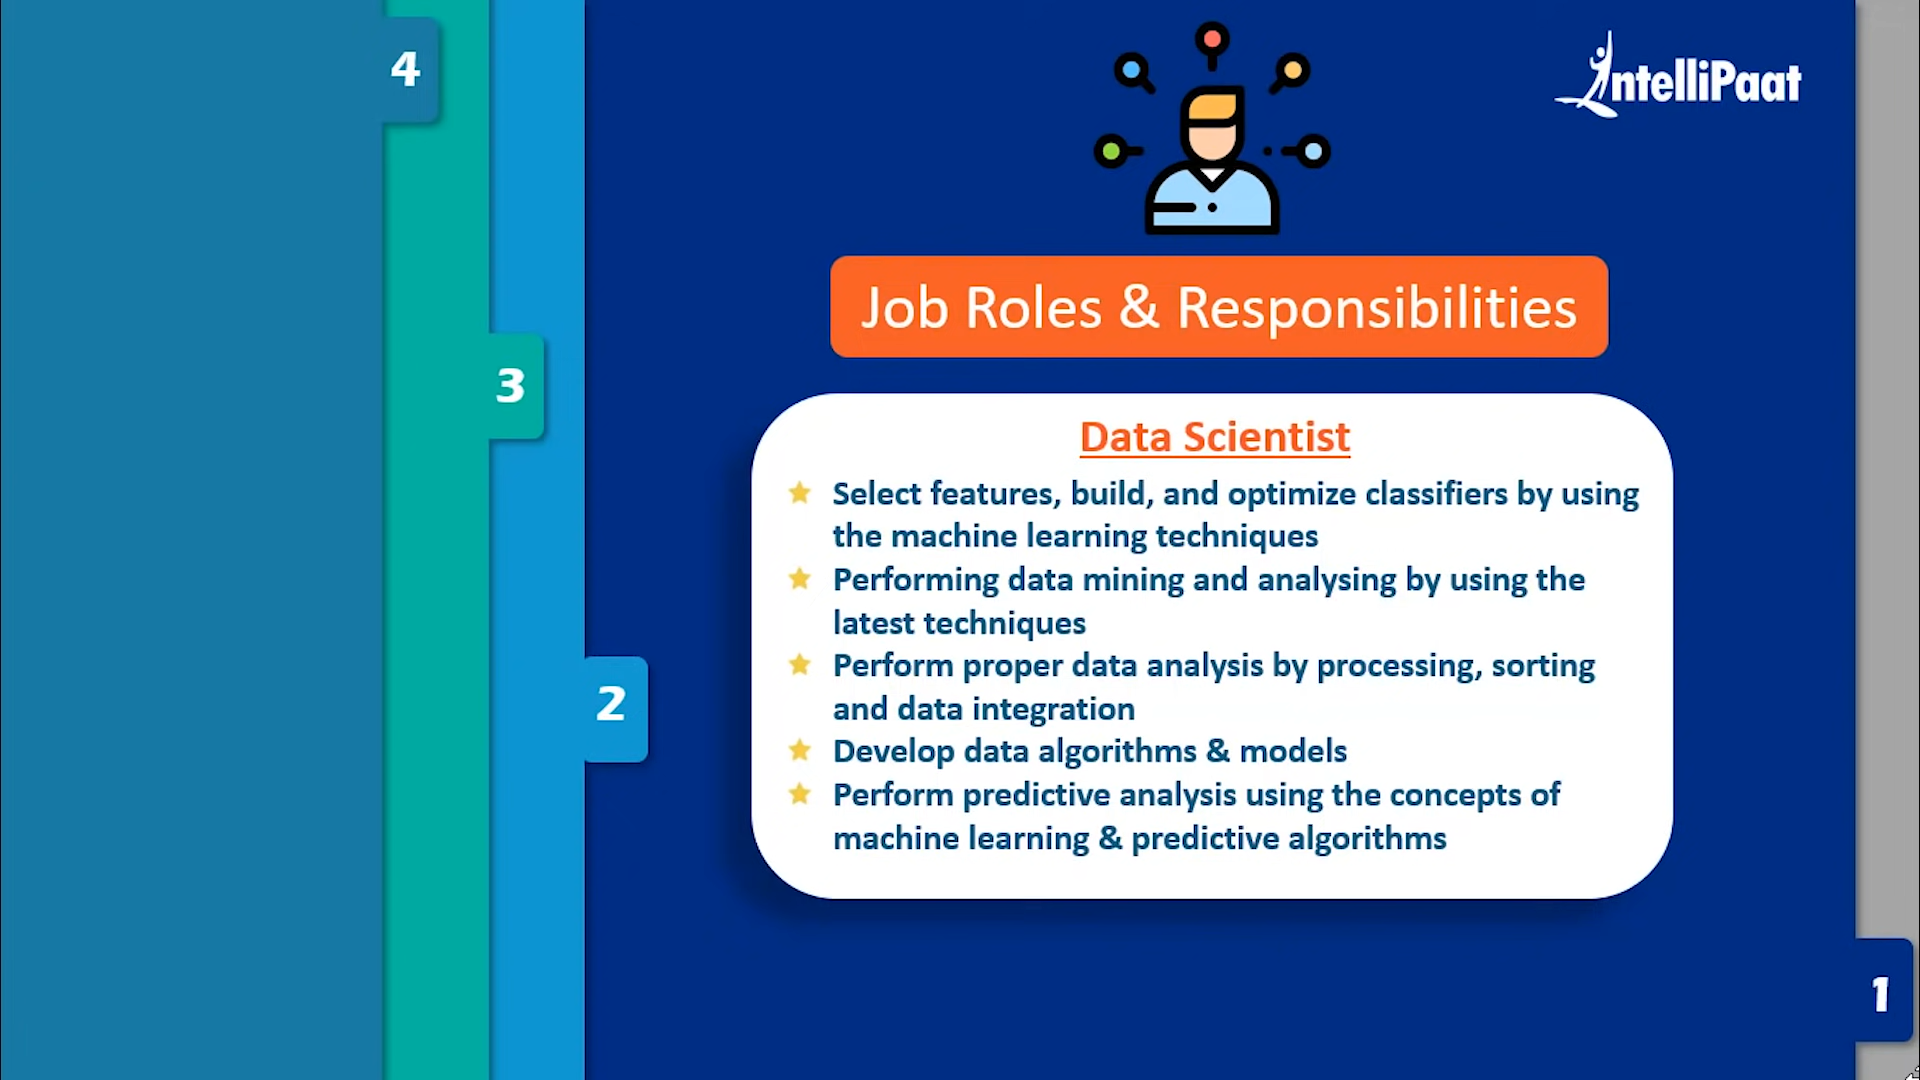 4
IntelliPaat
Job Roles & Responsibilities
3
Data Scientist
Select features, build, and optimize classifiers by using
the machine learning techniques
Performing data mining and analysing by using the
latest techniques
Perform proper data analysis by processing, sorting
and data integration
2
Develop data algorithms & models
Perform predictive analysis using the concepts of
machine learning & predictive algorithms
1